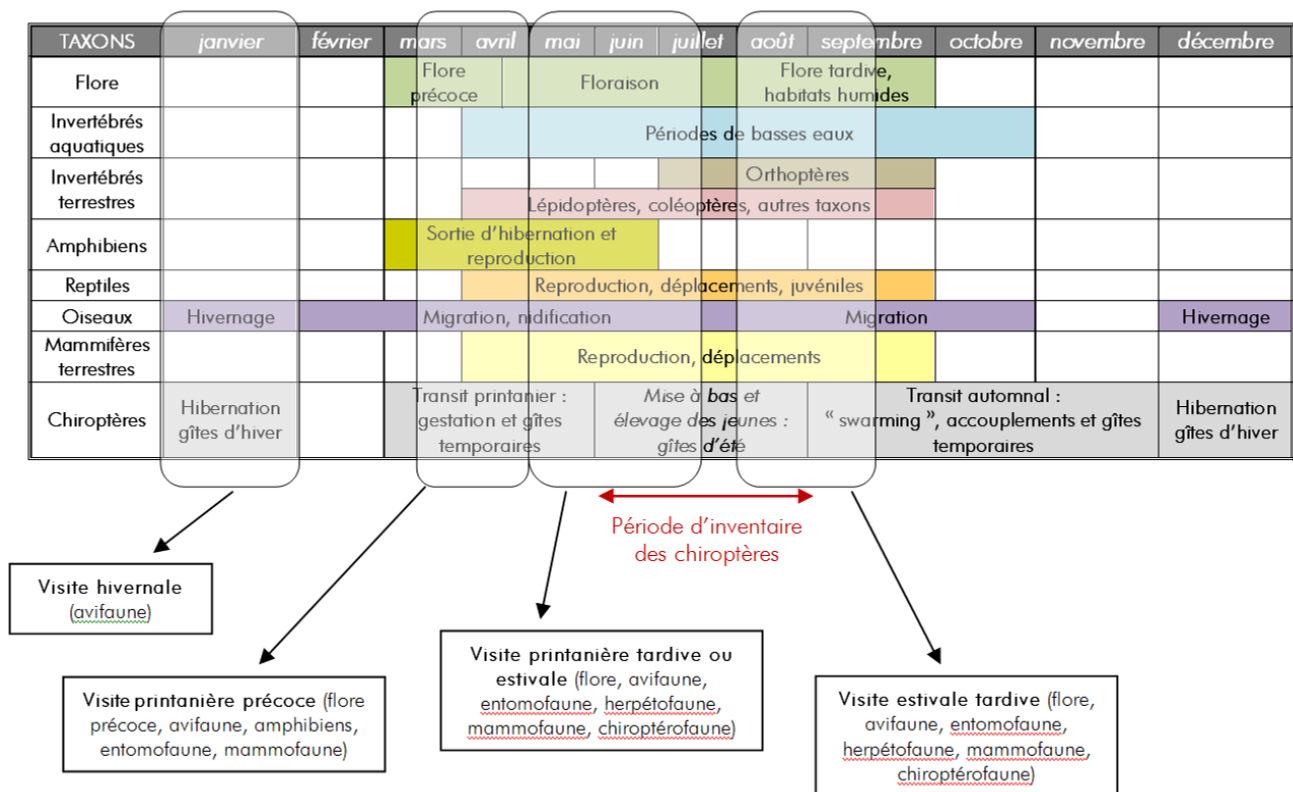 TAXONS janvier février mars avril mai juin juillet août septembre octobre novembre décembre
Flore
Flore
précoce
Floraison
Flore tardive,
habitats humides
Invertébrés
aquatiques
Périodes de basses eaux
Invertébrés
terrestres
Orthoptères
Lépidoptères, coléoptères, autres taxons
Amphibiens
Sortie d'hibernation et
reproduction
Reptiles
Reproduction, déplacements, juvéniles
Oiseaux
Hivernage
Migration, nidification
Migration
Hivernage
Mammifères
terrestres
Reproduction, déplacements
Chiroptères
Hibernation
gîtes d'hiver
Transit printanier :
gestation et gîtes
temporaires
Mise à bas et
élevage des jeunes :
gîtes d'été
Transit automnal :
« swarming », accouplements et gîtes
temporaires
Hibernation
gîtes d'hiver
Période d'inventaire
des chiroptères
Visite hivernale
(avifaune)
Visite printanière précoce (flore
précoce, avifaune, amphibiens,
entomofaune, mammofaune)
Visite printanière tardive ou
estivale (flore, avifaune,
entomofaune, herpétofaune,
mammofaune, chiroptérofaune)
Visite estivale tardive (flore,
avifaune, entomofaune,
herpétofaune, mammofaune,
chiroptérofaune)